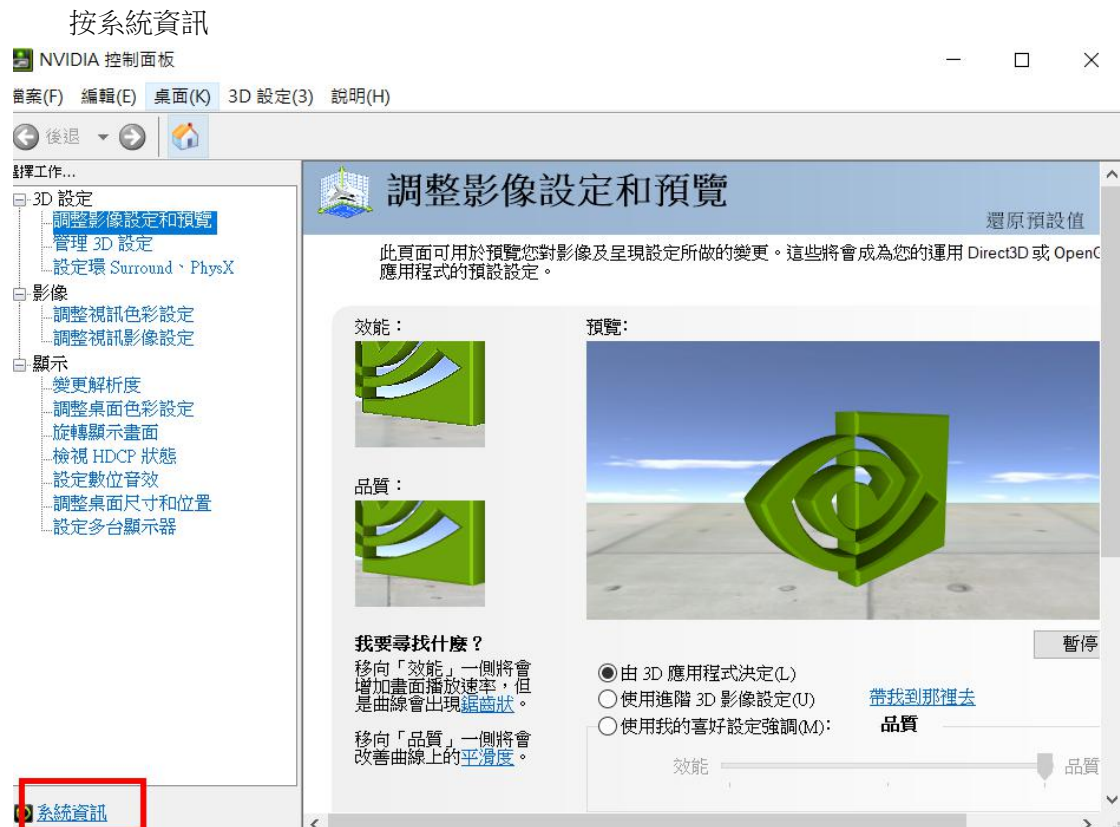 按系統資訊
NVIDIA 控制面板
檔案(F) 編輯(E) 桌面(K) 3D 設定(3) 說明(H)
後退
選擇工作...
3D 設定
調整影像設定和預覽
管理 3D 設定
設定環 Surround、PhysX
影像
調整視訊色彩設定
調整視訊影像設定
顯示
變更解析度
調整桌面色彩設定
旋轉顯示畫面
檢視 HDCP 狀態
設定數位音效
調整桌面尺寸和位置
設定多台顯示器
系統資訊
調整影像設定和預覽
還原預設值
此頁面可用於預覽您對影像及呈現設定所做的變更。這些將會成為您的運用 Direct3D 或 OpenG
應用程式的預設設定。
效能：
品質：
我要尋找什麼？
移向「效能」一側將會
增加畫面播放速率，但
是曲線會出現鋸齒狀。
移向「品質」一側將會
改善曲線上的平滑度。
預覽:
暫停
由 3D 應用程式決定(L)
使用進階 3D 影像設定(U) 帶我到那裡去
使用我的喜好設定強調(M): 品質
效能 品質